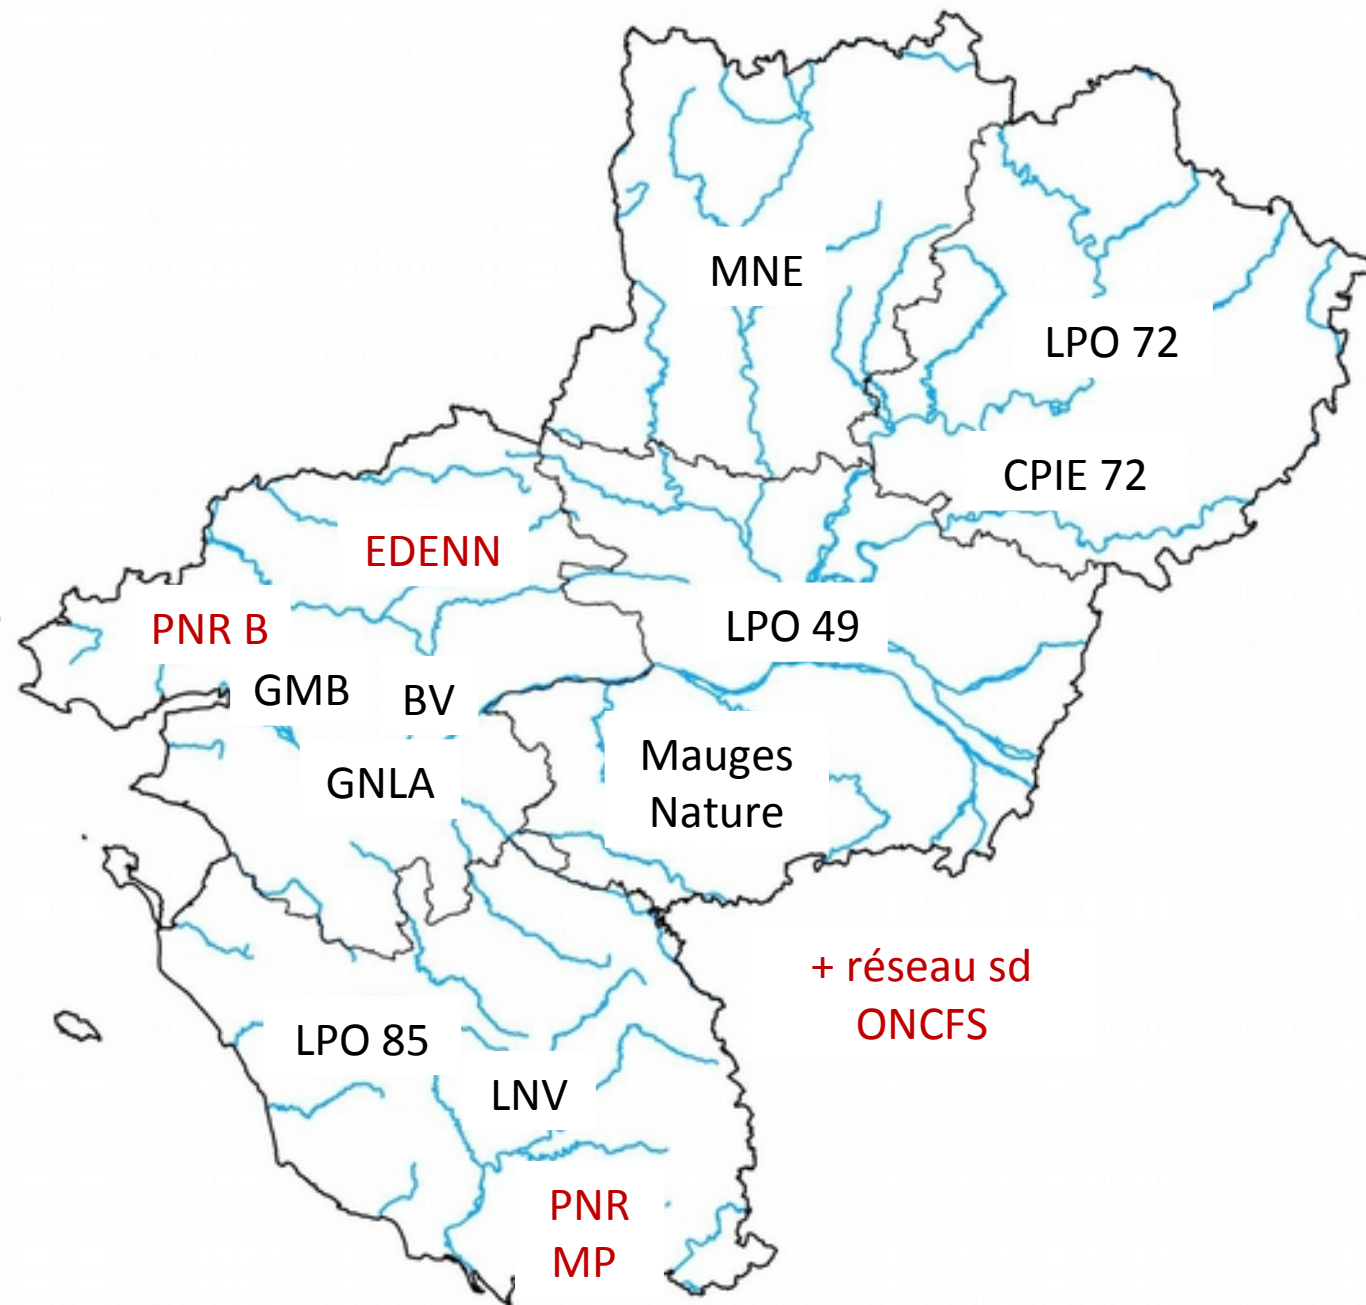 MNE
LPO 72
CPIE 72
EDENN
PNR B
LPO 49
GMB
BV
GNLA
Mauges
Nature
+ réseau sd
ONCFS
LPO 85
LNV
PNR
MP